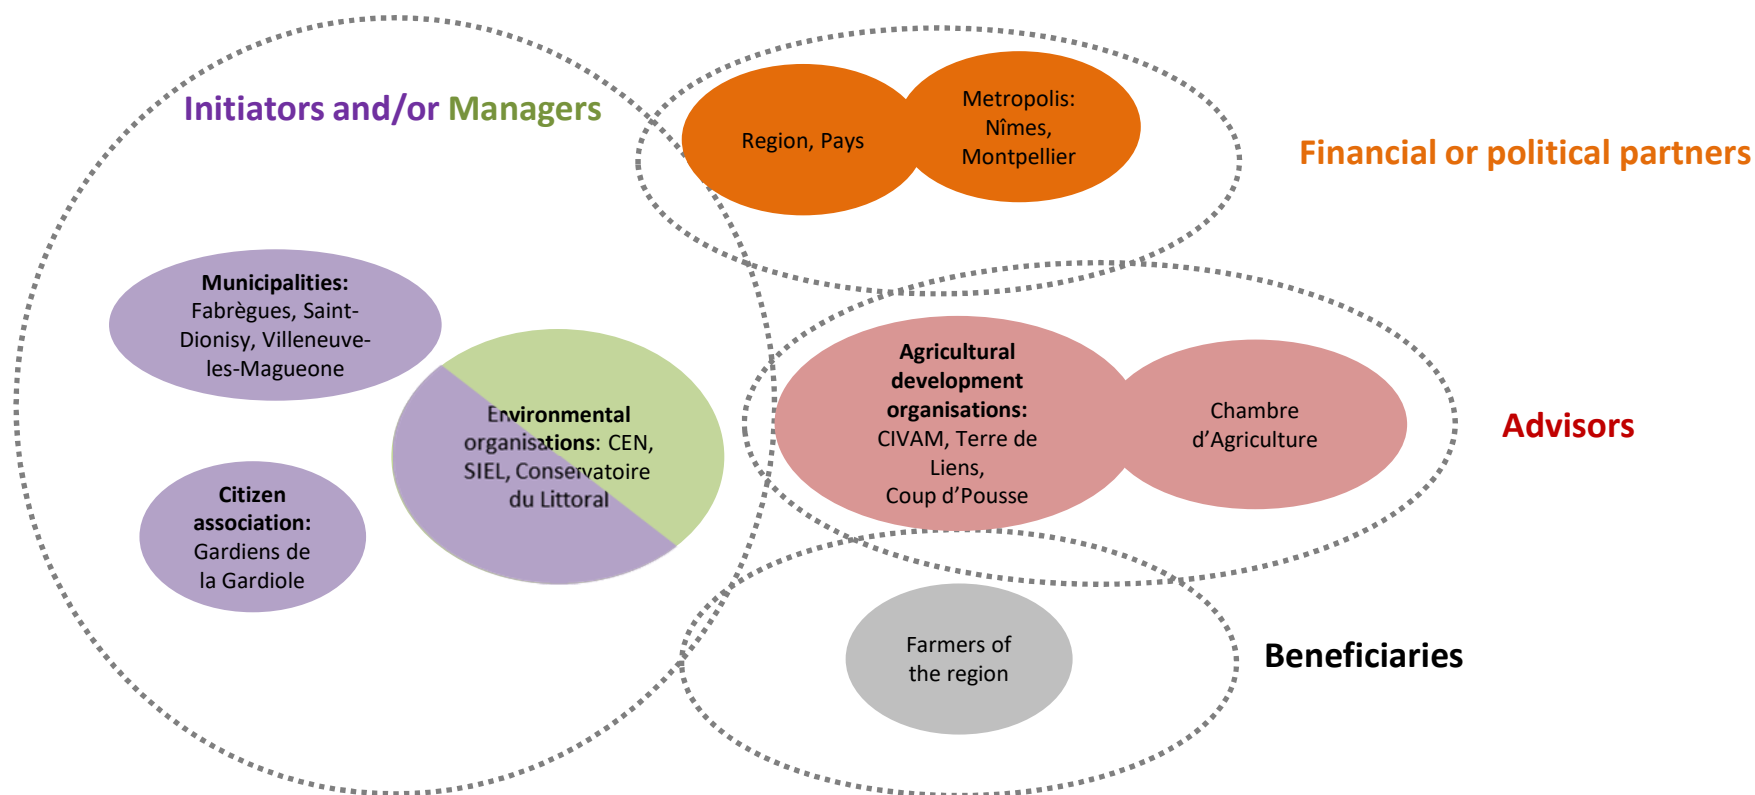 Initiators and/or Managers
Region, Pays
Metropolis:
Nîmes,
Montpellier
Financial or political partners
Municipalities:
Fabrègues, Saint-
Dionisy, Villeneuve-
les-Magueone
Environmental
organisations: CEN,
SIEL, Conservatoire
du Littoral
Citizen
association:
Gardiens de
la Gardiole
Agricultural
development
organisations:
CIVAM, Terre de
Liens,
Coup d’Pousse
Chambre
d’Agriculture
Advisors
Farmers of
the region
Beneficiaries